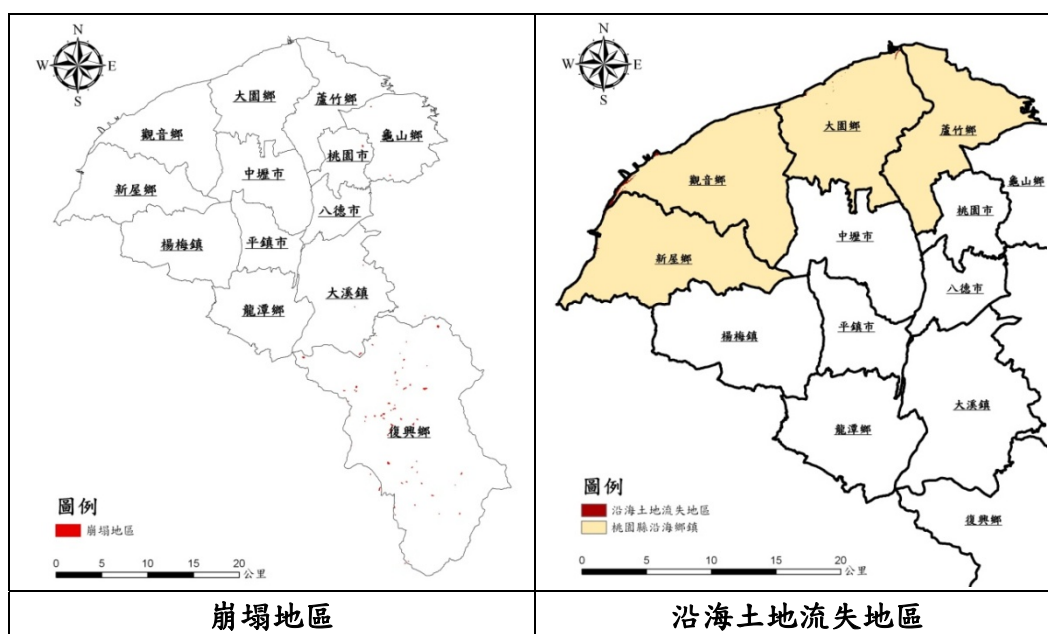 N
W
E
S
大園鄉
蘆竹鄉
觀音鄉
桃園市
龜山鄉
中壢市
新屋鄉
八德市
楊梅鎮
平鎮市
大溪鎮
龍潭鄉
復興鄉
圖例
崩塌地區
0 5 10 15 20
公里
崩塌地區
N
W
E
S
大園鄉
蘆竹鄉
觀音鄉
龜山鄉
桃園市
中壢市
新屋鄉
八德市
平鎮市
楊梅鎮
大溪鎮
龍潭鄉
復興鄉
圖例
沿海土地流失地區
桃園縣沿海鄉鎮
0 5 10 15 20
公里
沿海土地流失地區